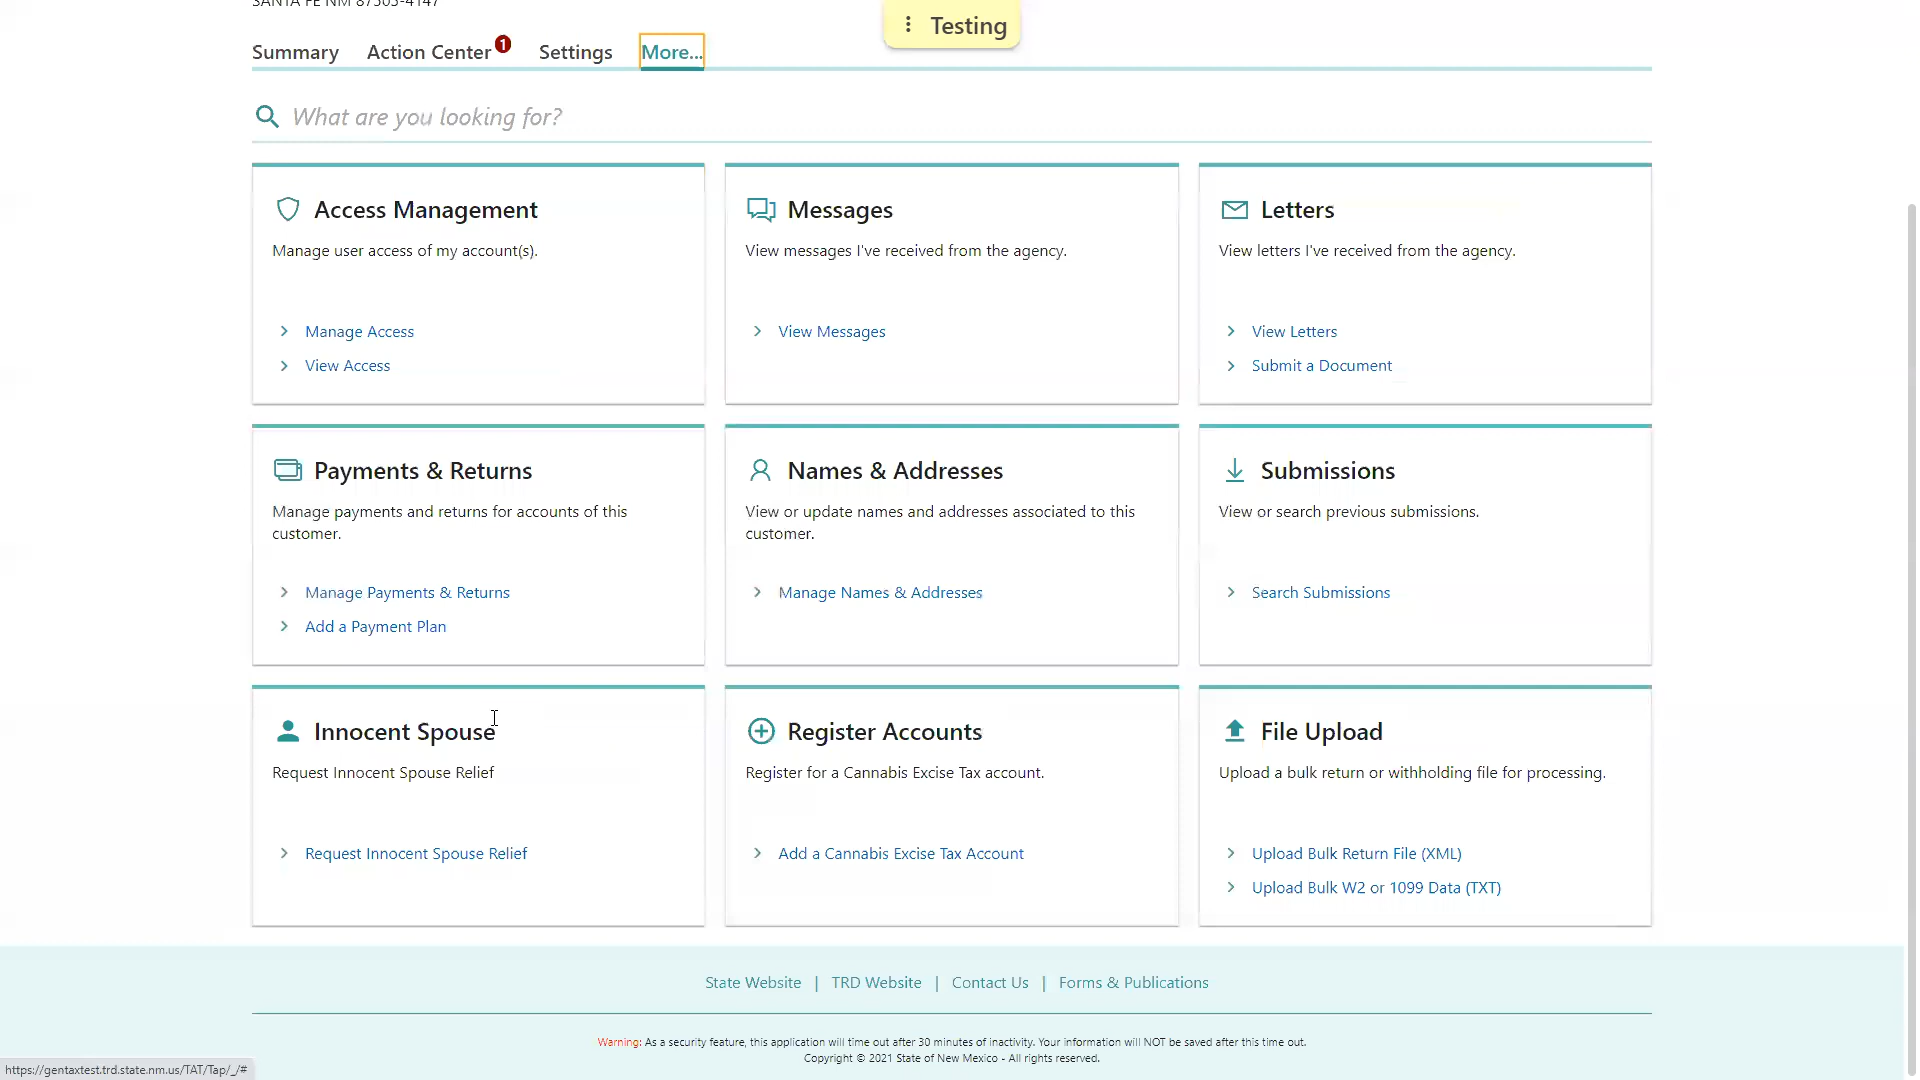 SANTA FE NM 87505-4147
Testing
Summary Action Center 1 Settings More...
What are you looking for?
Access Management
Manage user access of my account(s).
Manage Access
View Access
Messages
View messages I've received from the agency.
View Messages
Letters
View letters I've received from the agency.
View Letters
Submit a Document
Payments & Returns
Manage payments and returns for accounts of this
customer.
Manage Payments & Returns
Add a Payment Plan
Names & Addresses
View or update names and addresses associated to this
customer.
Manage Names & Addresses
Submissions
View or search previous submissions.
Search Submissions
Innocent Spouse
Request Innocent Spouse Relief
Request Innocent Spouse Relief
Register Accounts
Register for a Cannabis Excise Tax account.
Add a Cannabis Excise Tax Account
File Upload
Upload a bulk return or withholding file for processing.
Upload Bulk Return File (XML)
Upload Bulk W2 or 1099 Data (TXT)
State Website | TRD Website | Contact Us | Forms & Publications
Warning: As a security feature, this application will time out after 30 minutes of inactivity. Your information will NOT be saved after this time out.
Copyright © 2021 State of New Mexico - All rights reserved.
https://gentaxtest.trd.state.nm.us/TAT/Tap/_/#